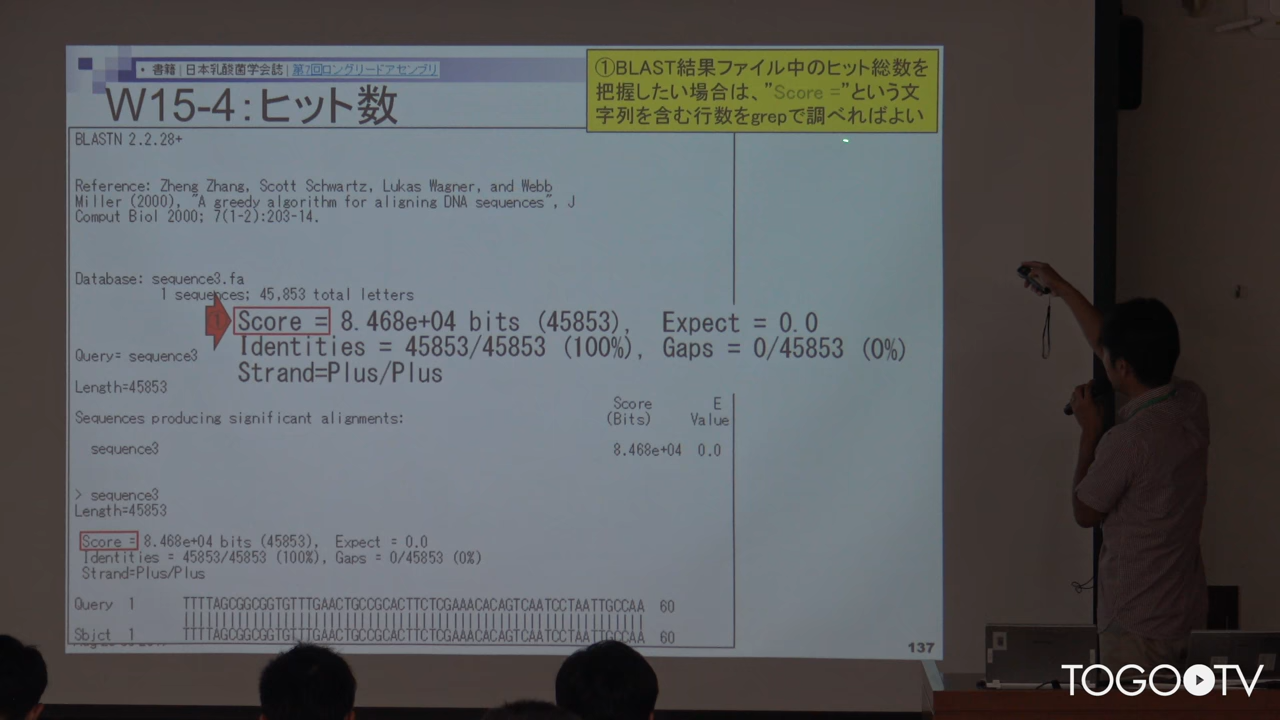 ・書籍 | 日本乳酸菌学会誌 | 第7回ロングリードアセンブリ
W15-4：ヒット数
①BLAST結果ファイル中のヒット総数を
把握したい場合は、"Score ="という文
字列を含む行数をgrepで調べればよい
BLASTN 2.2.28+
Reference: Zheng Zhang, Scott Schwartz, Lukas Wagner, and Webb
Miller (2000), "A greedy algorithm for aligning DNA sequences", J
Comput Biol 2000; 7(1-2):203-14.
Database: sequence3.fa
1 sequences; 45,853 total letters
① Score = 8.468e+04 bits (45853), Expect = 0.0
Identities = 45853/45853 (100%), Gaps = 0/45853 (0%)
Strand=Plus/Plus
Query= sequence3
Length=45853
Score E
Sequences producing significant alignments: (Bits) Value
sequence3 8.468e+04 0.0
> sequence3
Length=45853
Score = 8.468e+04 bits (45853), Expect = 0.0
Identities = 45853/45853 (100%), Gaps = 0/45853 (0%)
Strand=Plus/Plus
Query 1 TTTTAGCGGCGGTGTTTGAACTGCCGCACTTCTCGAAACACAGTCAATCCTAATTGCCAA 60
Sbjct 1 TTTTAGCGGCGGTGTTTGAACTGCCGCACTTCTCGAAACACAGTCAATCCTAATTGCCAA 60
137
TOGOTV